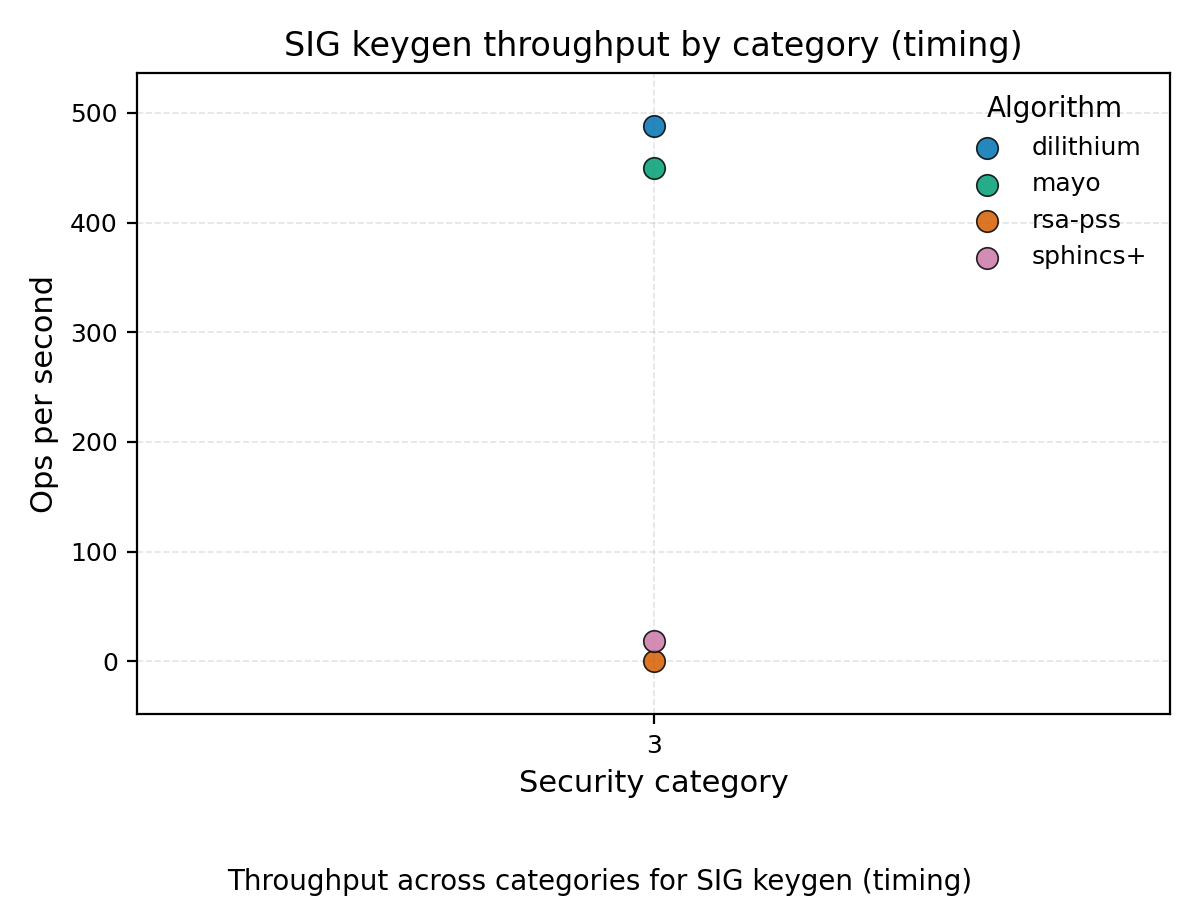 SIG keygen throughput by category (timing)
500
400
300
200
100
0
Ops per second
Algorithm
dilithium
mayo
rsa-pss
sphincs+
3
Security category
Throughput across categories for SIG keygen (timing)